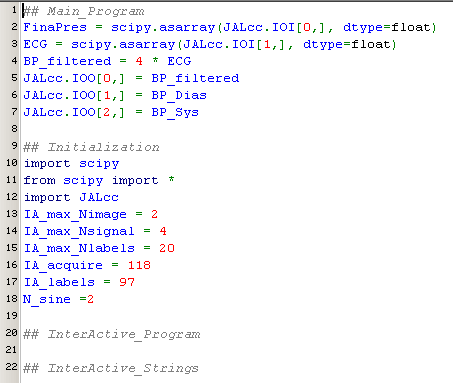 1 ## Main_Program
2 FinaPres = scipy.asarray(JALcc.IOI[0,], dtype=float)
3 ECG = scipy.asarray(JALcc.IOI[1,], dtype=float)
4 BP_filtered = 4 * ECG
5 JALcc.IOO[0,] = BP_filtered
6 JALcc.IOO[1,] = BP_Dias
7 JALcc.IOO[2,] = BP_Sys
8
9 ## Initialization
10 import scipy
11 from scipy import *
12 import JALcc
13 IA_max_Nimage = 2
14 IA_max_Nsignal = 4
15 IA_max_Nlabels = 20
16 IA_acquire = 118
17 IA_labels = 97
18 N_sine =2
19
20 ## InterActive_Program
21
22 ## InterActive_Strings